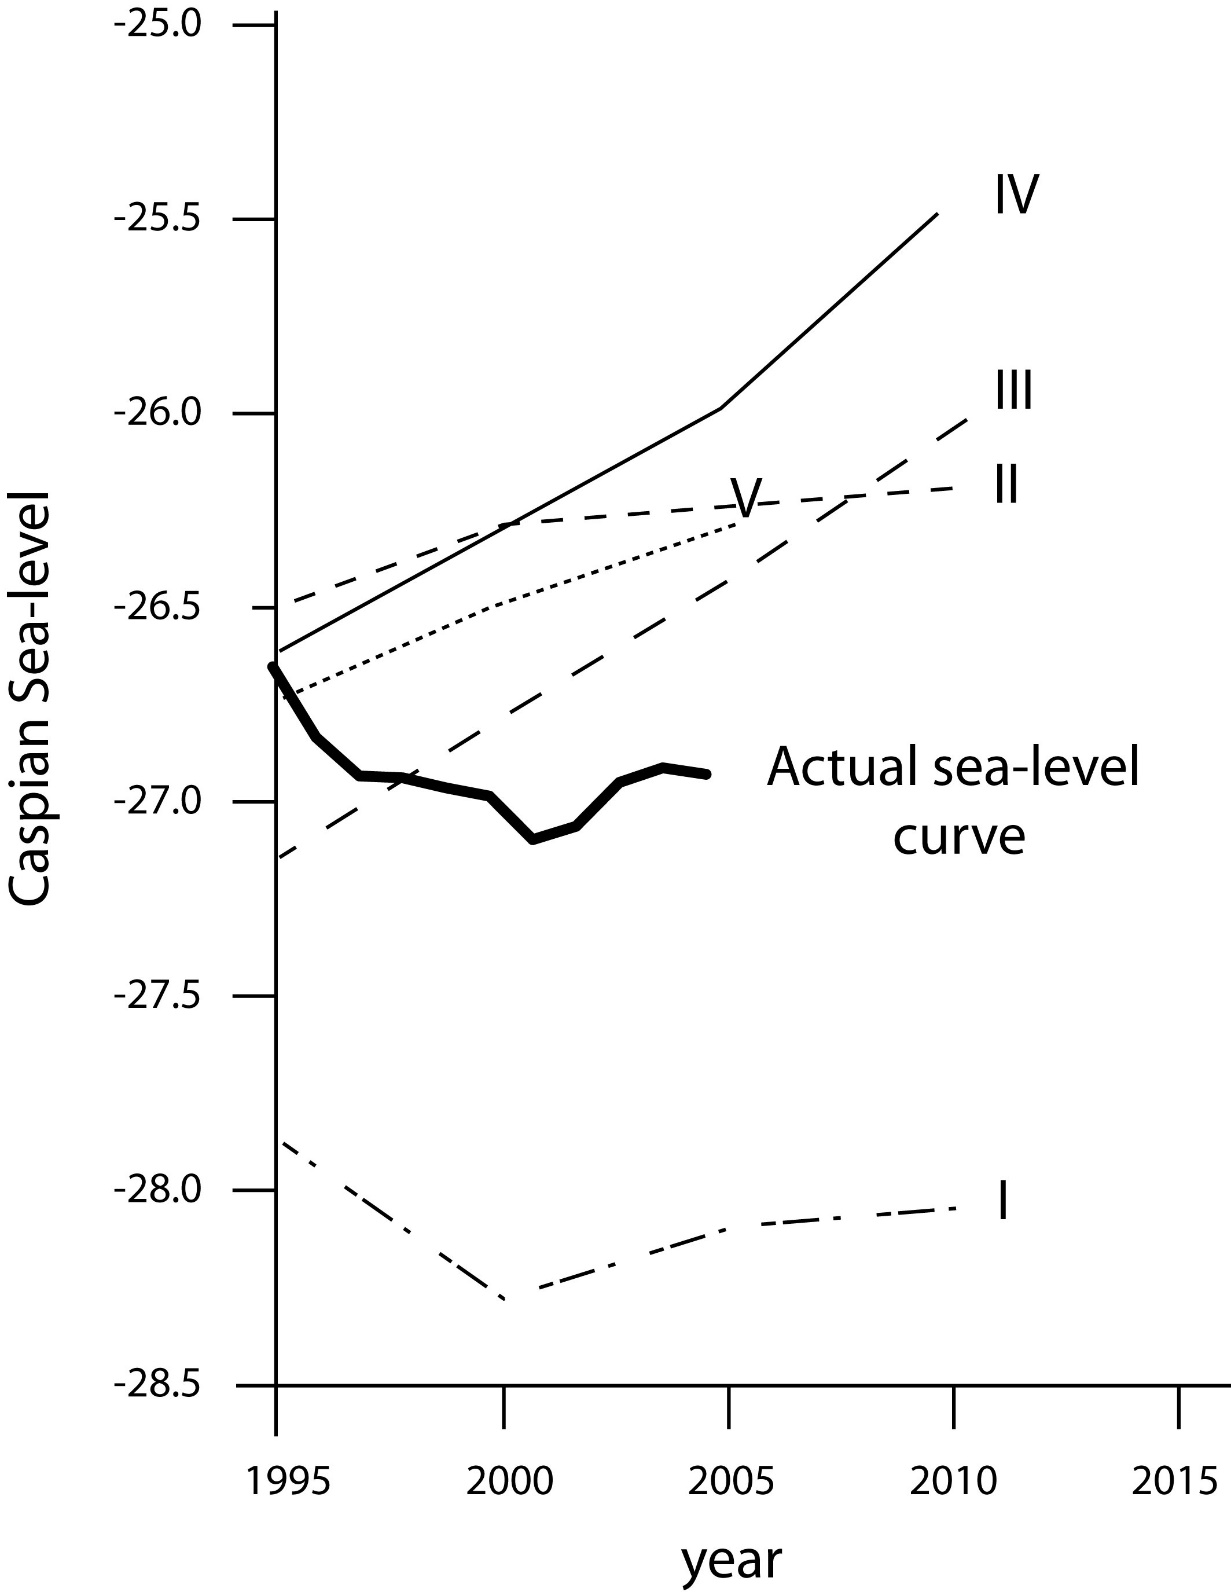 -25.0
IV
-25.5
III
-26.0
II
V
-26.5
Caspian Sea-level
Actual sea-level
curve
-27.0
-27.5
-28.0
I
-28.5
1995 2000 2005 2010 2015
year